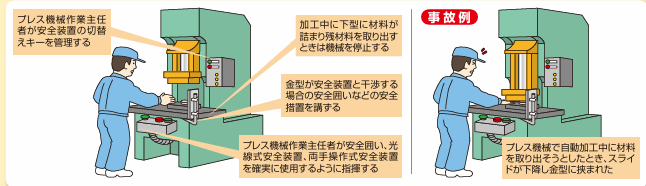 プレス機械作業主任
者が安全装置の切替
えキーを管理する
加工中に下型に材料が
詰まり残材料を取り出す
ときは機械を停止する
金型が安全装置と干渉する
場合の安全囲いなどの安全
措置を講ずる
プレス機械作業主任者が安全囲い、光
線式安全装置、両手操作式安全装置
を確実に使用するように指揮する
事故例
プレス機械で自動加工中に材料
を取り出そうとしたとき、スライ
ドが下降し金型に挟まれた